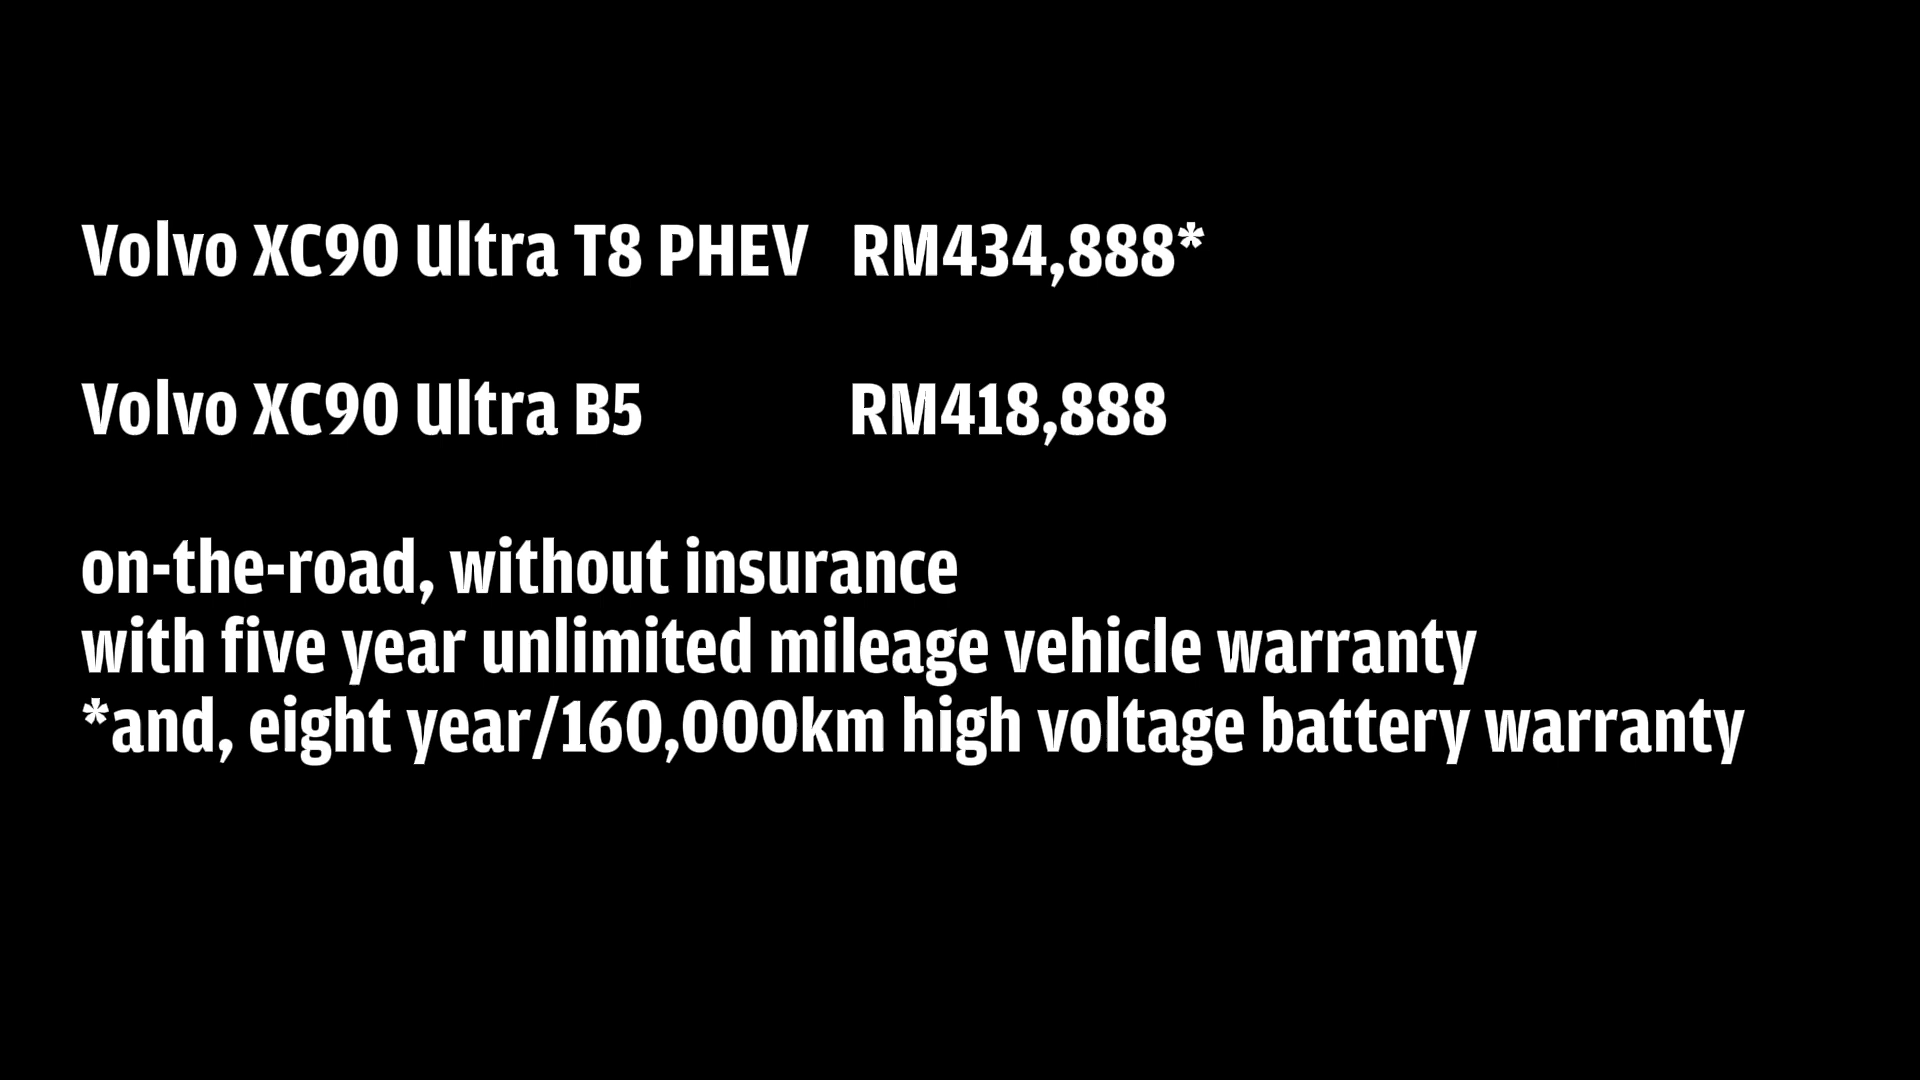 Volvo XC90 Ultra T8 PHEV RM434,888*
Volvo XC90 Ultra B5 RM418,888
on-the-road, without insurance
with five year unlimited mileage vehicle warranty
*and, eight year/160,000km high voltage battery warranty